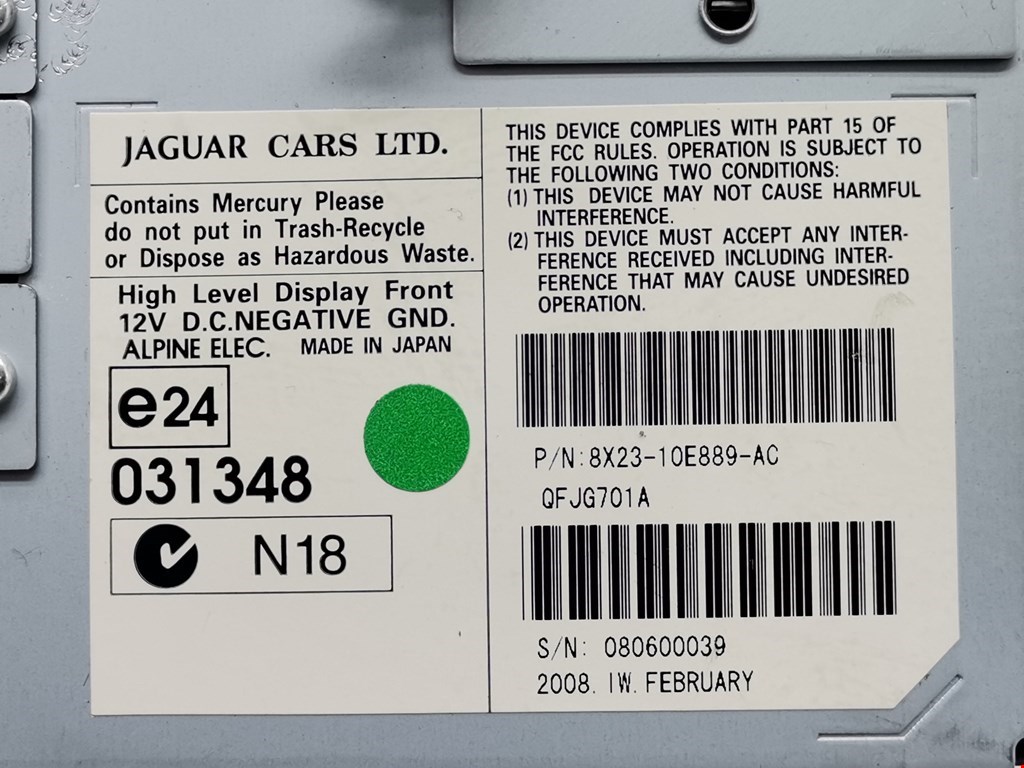 JAGUAR CARS LTD.
Contains Mercury Please
do not put in Trash-Recycle
or Dispose as Hazardous Waste.
High Level Display Front
12V D.C.NEGATIVE GND.
ALPINE ELEC. MADE IN JAPAN
e24
031348
N18
THIS DEVICE COMPLIES WITH PART 15 OF
THE FCC RULES. OPERATION IS SUBJECT TO
THE FOLLOWING TWO CONDITIONS:
(1) THIS DEVICE MAY NOT CAUSE HARMFUL
INTERFERENCE.
(2) THIS DEVICE MUST ACCEPT ANY INTER-
FERENCE RECEIVED INCLUDING INTER-
FERENCE THAT MAY CAUSE UNDESIRED
OPERATION.
P/N:8X23-10E889-AC
QFJG701A
S/N: 080600039
2008. 1W. FEBRUARY